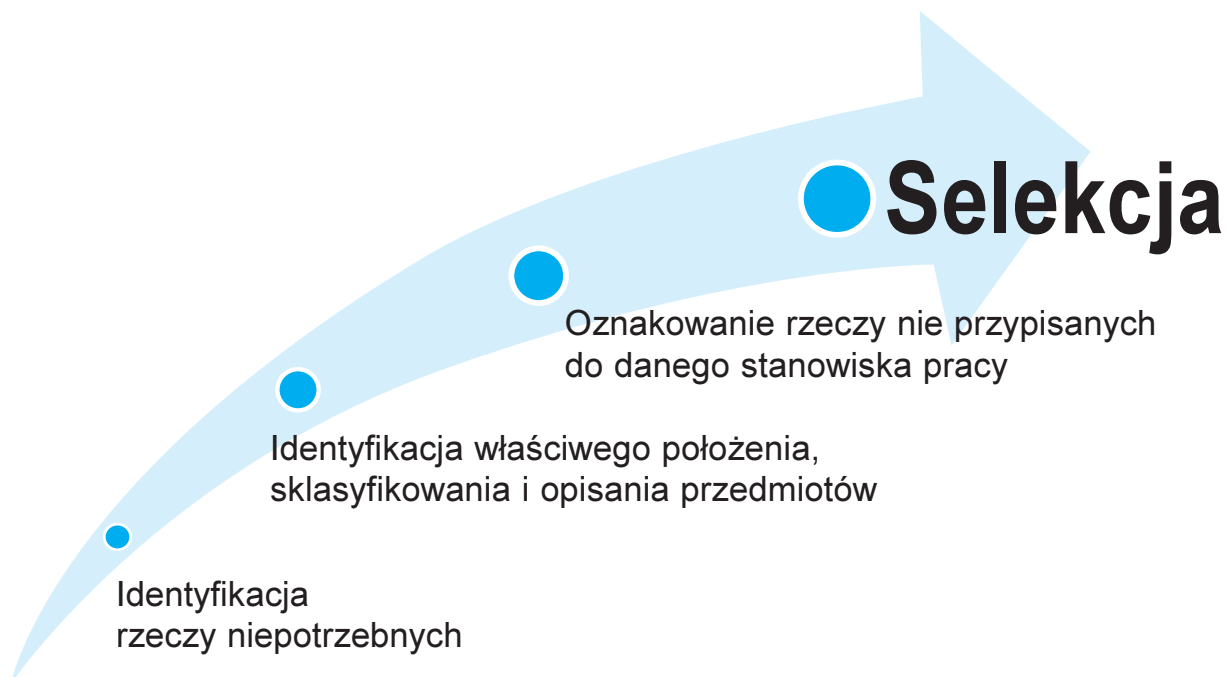 Selekcja
Oznakowanie rzeczy nie przypisanych
do danego stanowiska pracy
Identyfikacja właściwego położenia,
sklasyfikowania i opisania przedmiotów
Identyfikacja
rzeczy niepotrzebnych